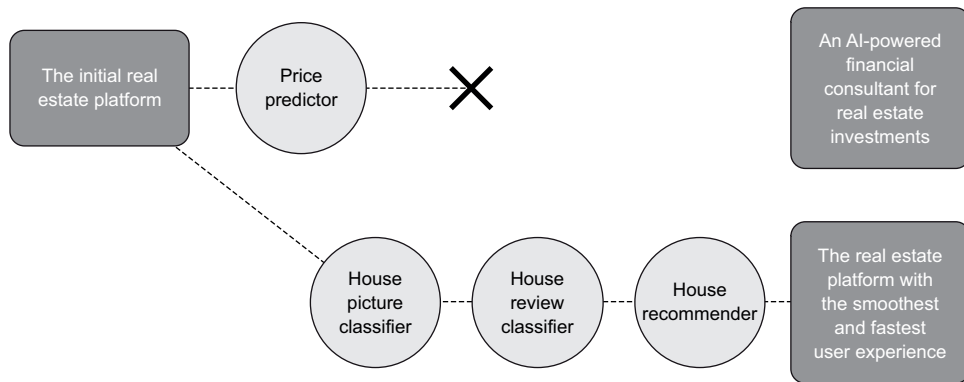 The initial real
estate platform
Price
predictor
An AI-powered
financial
consultant for
real estate
investments
House
picture
classifier
House
review
classifier
House
recommender
The real estate
platform with
the smoothest
and fastest
user experience